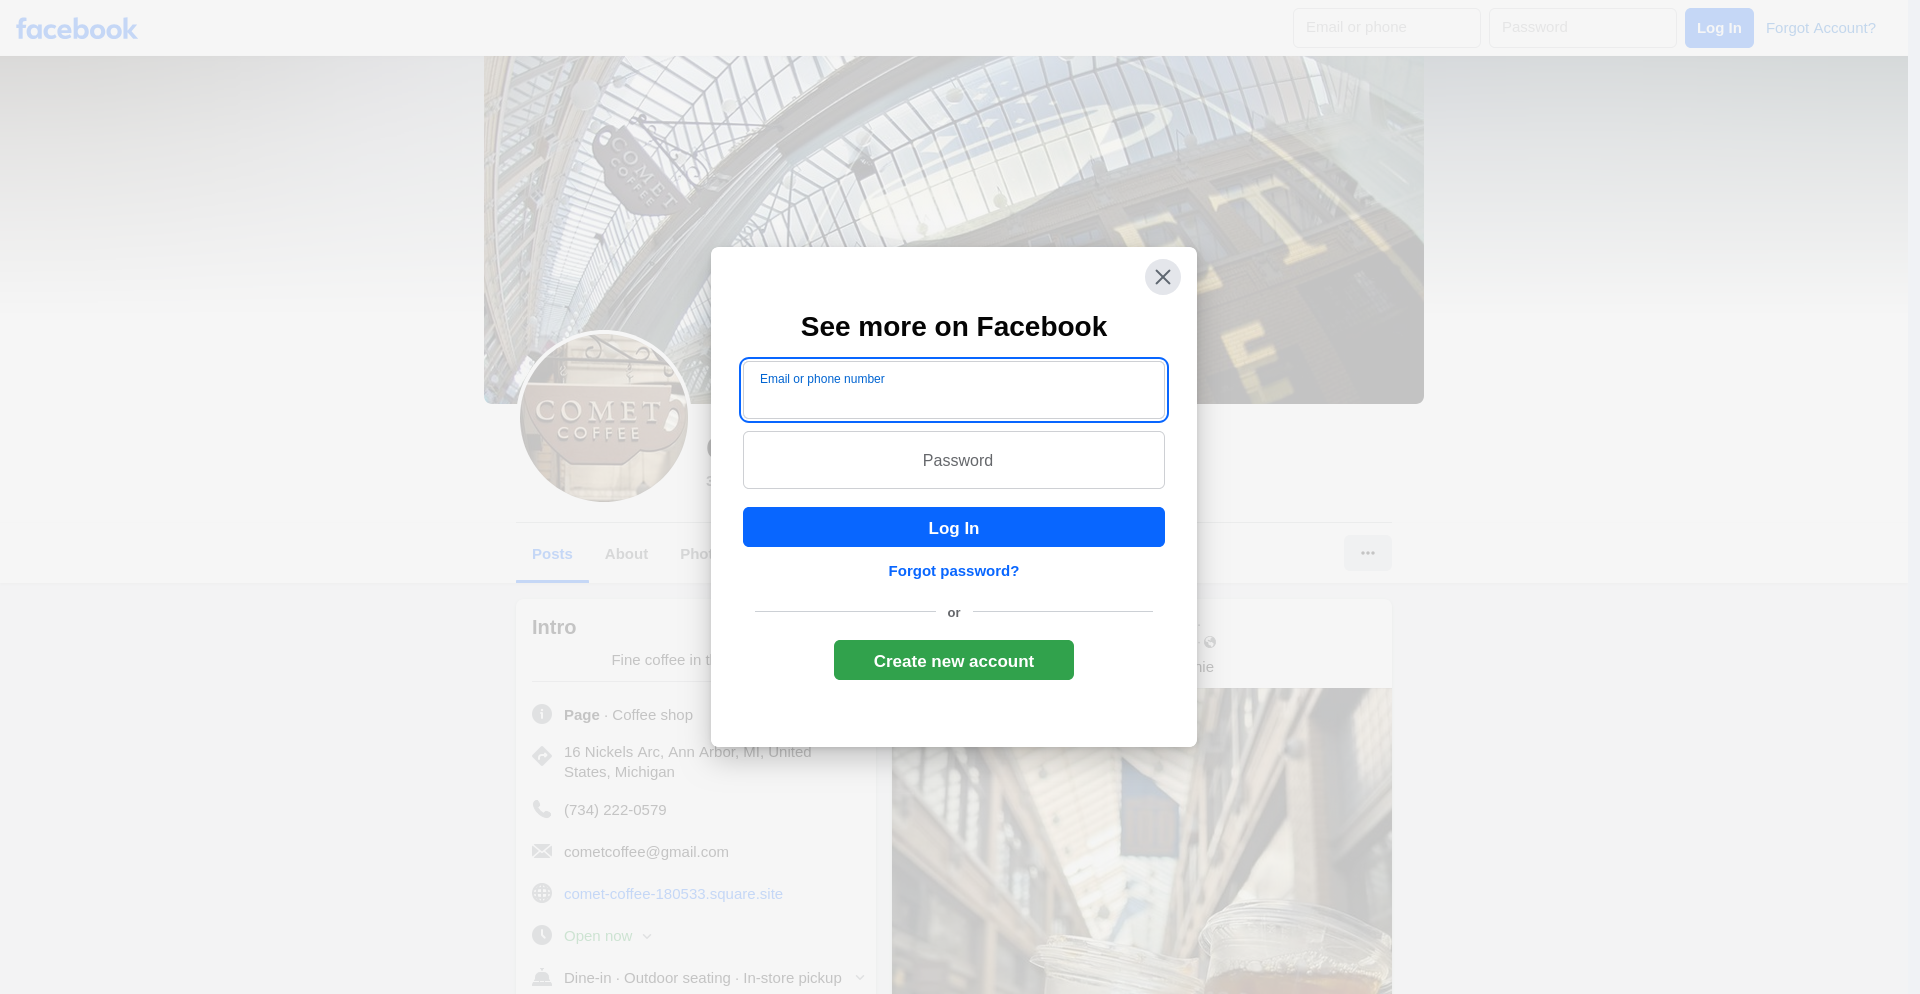 facebook
Email or phone
Password
Log In
Forgot Account?
COMET
COFFEE
See more on Facebook
Email or phone number
COMET
COFFEE
Password
Log In
Forgot password?
Posts
About
or
Create new account
Intro
Fine coffee in
Page · Coffee shop
16 Nickels Arc, Ann Arbor, MI, United
States, Michigan
(734) 222-0579
cometcoffee@gmail.com
comet-coffee-180533.square.site
Open now
Dine-in · Outdoor seating · In-store pickup